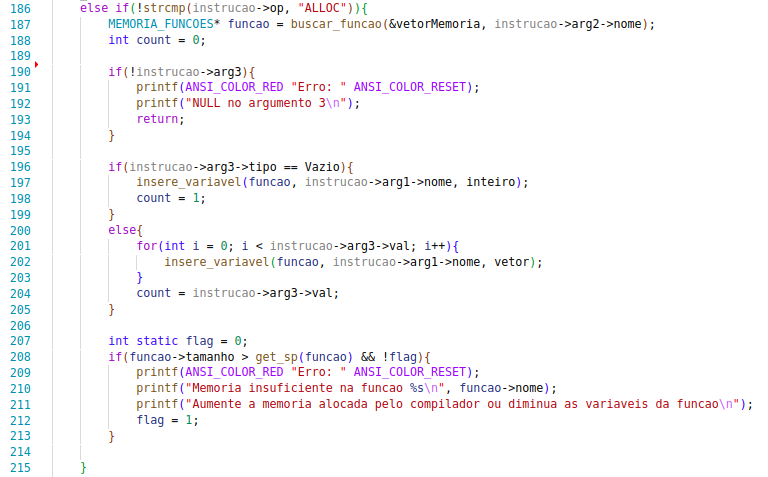 186 else if(!strcmp(instrucao->op, "ALLOC")){
187 MEMORIA_FUNCOES* funcao = buscar_funcao(&vetorMemoria, instrucao->arg2->nome);
188 int count = 0;
189
190 if(!instrucao->arg3){
191 printf(ANSI_COLOR_RED "Erro: " ANSI_COLOR_RESET);
192 printf("NULL no argumento 3\n");
193 return;
194 }
195
196 if(instrucao->arg3->tipo == Vazio){
197 insere_variavel(funcao, instrucao->arg1->nome, inteiro);
198 count = 1;
199 }
200 else{
201 for(int i = 0; i < instrucao->arg3->val; i++){
202 insere_variavel(funcao, instrucao->arg1->nome, vetor);
203 }
204 count = instrucao->arg3->val;
205 }
206
207 int static flag = 0;
208 if(funcao->tamanho > get_sp(funcao) && !flag){
209 printf(ANSI_COLOR_RED "Erro: " ANSI_COLOR_RESET);
210 printf("Memoria insuficiente na funcao %s\n", funcao->nome);
211 printf("Aumente a memoria alocada pelo compilador ou diminua as variaveis da funcao\n");
212 flag = 1;
213 }
214
215 }